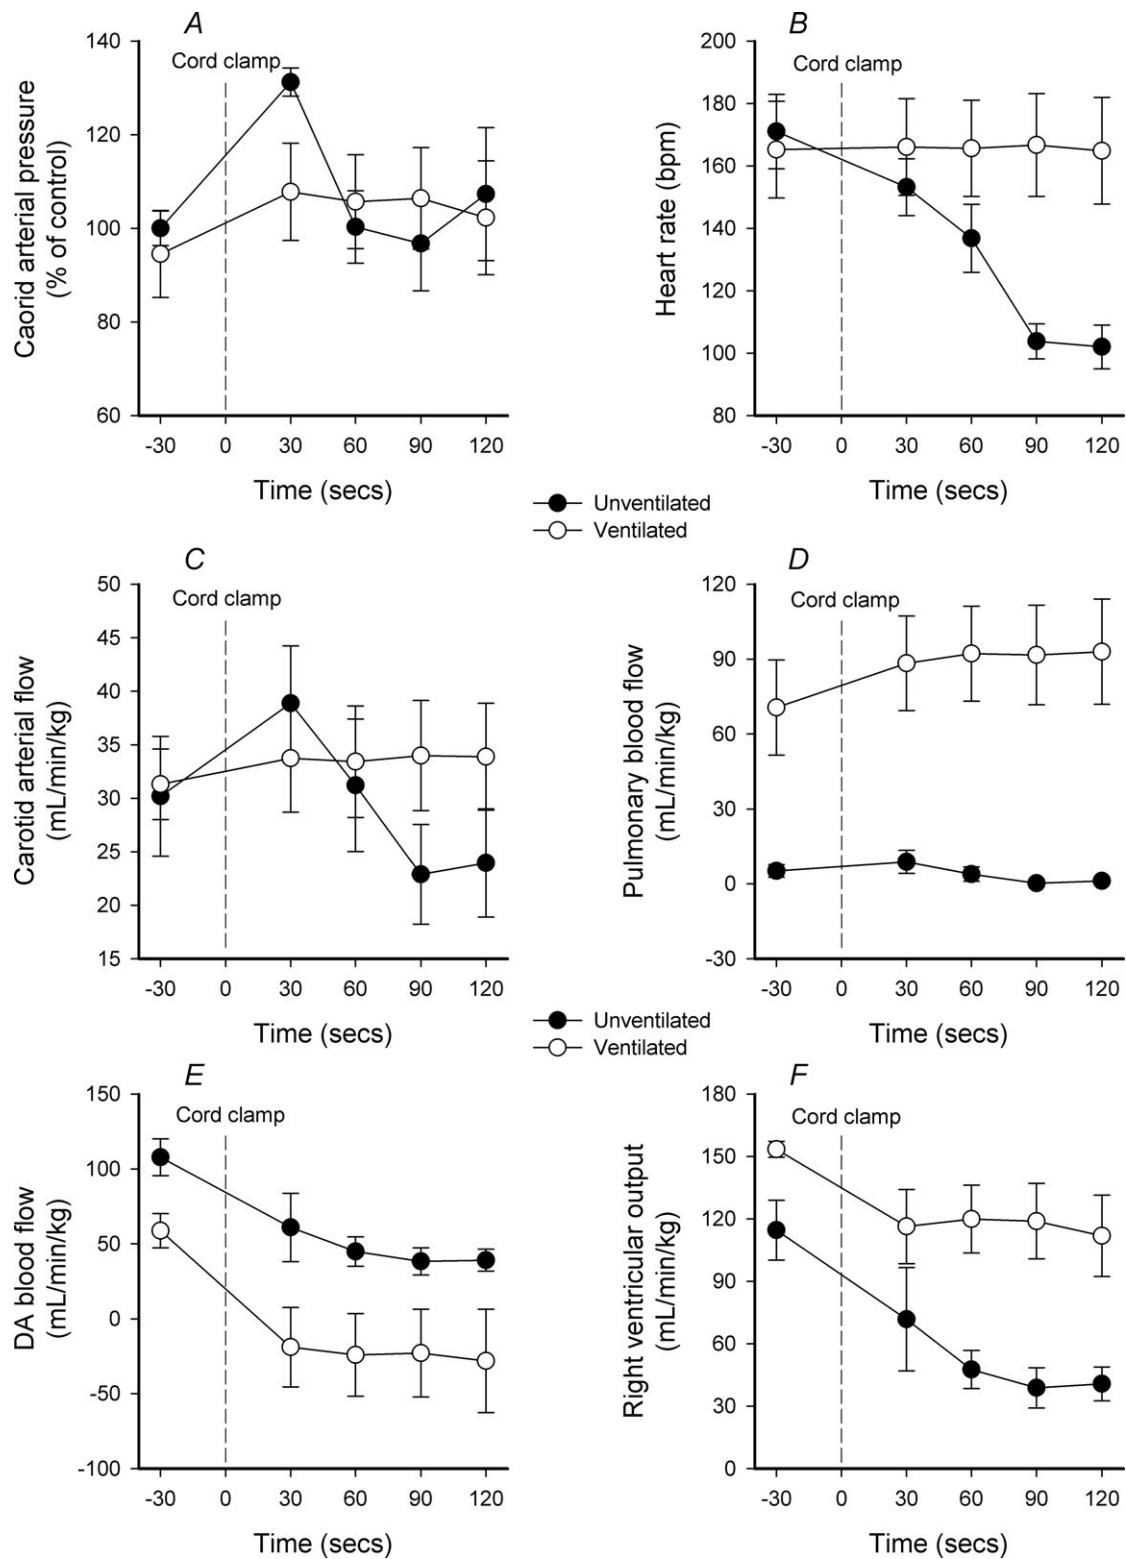 A
B
140
120
100
80
60
Caorid arterial pressure
(% of control)
Cord clamp
-30 0 30 60 90 120
Time (secs)
200
180
160
140
120
100
80
Heart rate (bpm)
Cord clamp
-30 0 30 60 90 120
Time (secs)
Unventilated
Ventilated
C
D
50
45
40
35
30
25
20
15
Carotid arterial flow
(mL/min/kg)
Cord clamp
-30 0 30 60 90 120
Time (secs)
120
90
60
30
0
-30
Pulmonary blood flow
(mL/min/kg)
Cord clamp
-30 0 30 60 90 120
Time (secs)
Unventilated
Ventilated
E
F
150
100
50
0
-50
-100
DA blood flow
(mL/min/kg)
Cord clamp
-30 0 30 60 90 120
Time (secs)
180
150
120
90
60
30
0
Right ventricular output
(mL/min/kg)
Cord clamp
-30 0 30 60 90 120
Time (secs)